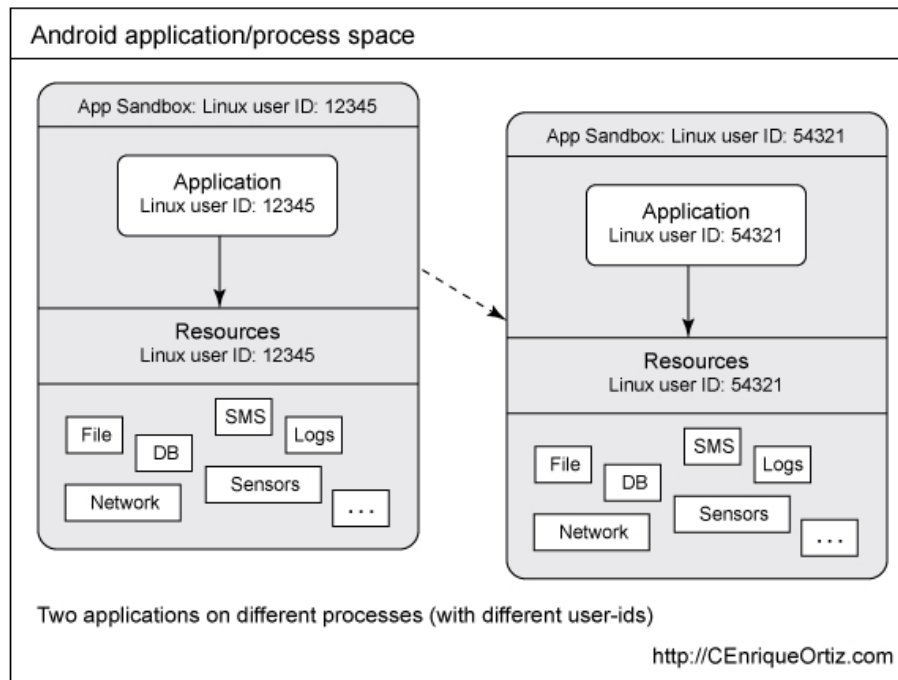 Android application/process space
App Sandbox: Linux user ID: 12345
Application
Linux user ID: 12345
Resources
Linux user ID: 12345
File
DB
SMS
Logs
Network
Sensors
...
App Sandbox: Linux user ID: 54321
Application
Linux user ID: 54321
Resources
Linux user ID: 54321
File
DB
SMS
Logs
Network
Sensors
...
Two applications on different processes (with different user-ids)
http://CEnriqueOrtiz.com